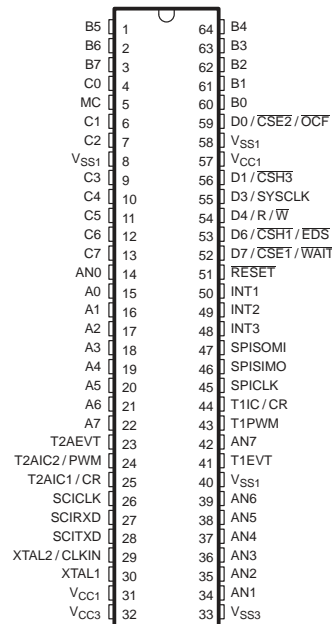 B5 1 64 B4
B6 2 63 B3
B7 3 62 B2
C0 4 61 B1
MC 5 60 B0
C1 6 59 D0 / CSE2 / OCF
C2 7 58 VSS1
VSS1 8 57 VCC1
C3 9 56 D1 / CSH3
C4 10 55 D3 / SYSCLK
C5 11 54 D4 / R / W
C6 12 53 D6 / CSH1 / EDS
C7 13 52 D7 / CSE1 / WAIT
AN0 14 51 RESET
A0 15 50 INT1
A1 16 49 INT2
A2 17 48 INT3
A3 18 47 SPISOMI
A4 19 46 SPISIMO
A5 20 45 SPICLK
A6 21 44 T1IC / CR
A7 22 43 T1PWM
T2AEVT 23 42 AN7
T2AIC2 / PWM 24 41 T1EVT
T2AIC1 / CR 25 40 VSS1
SCICLK 26 39 AN6
SCIRXD 27 38 AN5
SCITXD 28 37 AN4
XTAL2 / CLKIN 29 36 AN3
XTAL1 30 35 AN2
VCC1 31 34 AN1
VCC3 32 33 VSS3